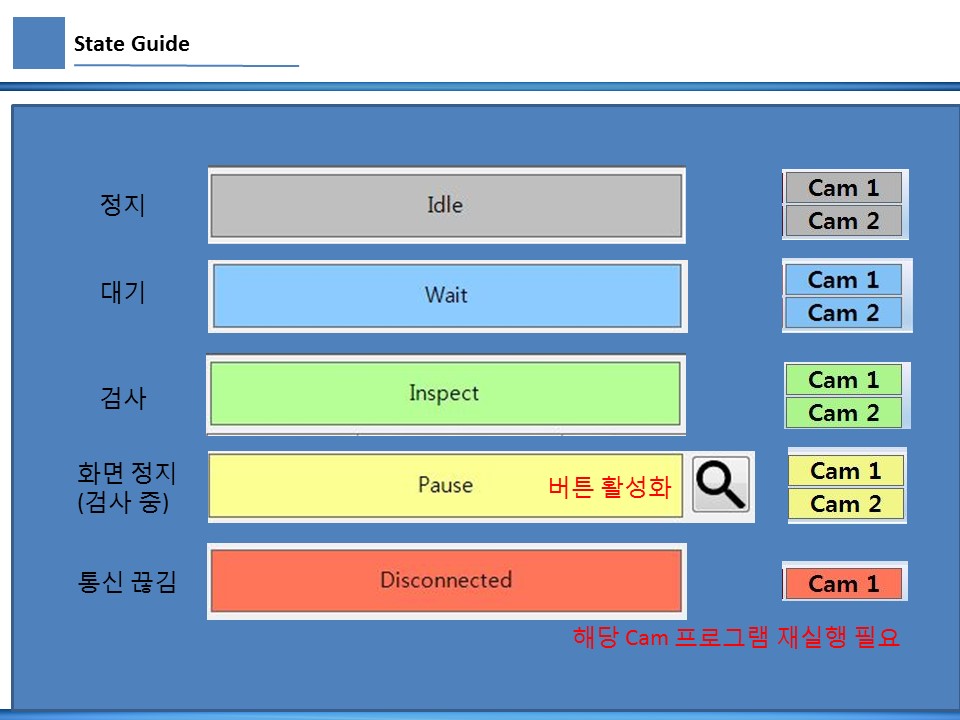 State Guide
정지
Idle
Cam 1
Cam 2
대기
Wait
Cam 1
Cam 2
검사
Inspect
Cam 1
Cam 2
화면 정지
(검사 중)
Pause
버튼 활성화
Cam 1
Cam 2
통신 끊김
Disconnected
Cam 1
해당 Cam 프로그램 재실행 필요